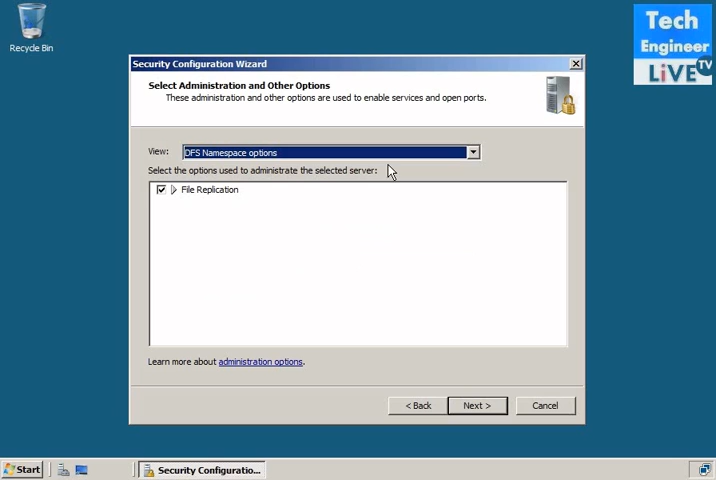 Recycle Bin
Tech
Engineer
LiVE TV
Security Configuration Wizard
Select Administration and Other Options
These administration and other options are used to enable services and open ports.
View: DFS Namespace options
Select the options used to administrate the selected server:
File Replication
Learn more about administration options.
< Back
Next >
Cancel
Start
Security Configuratio...